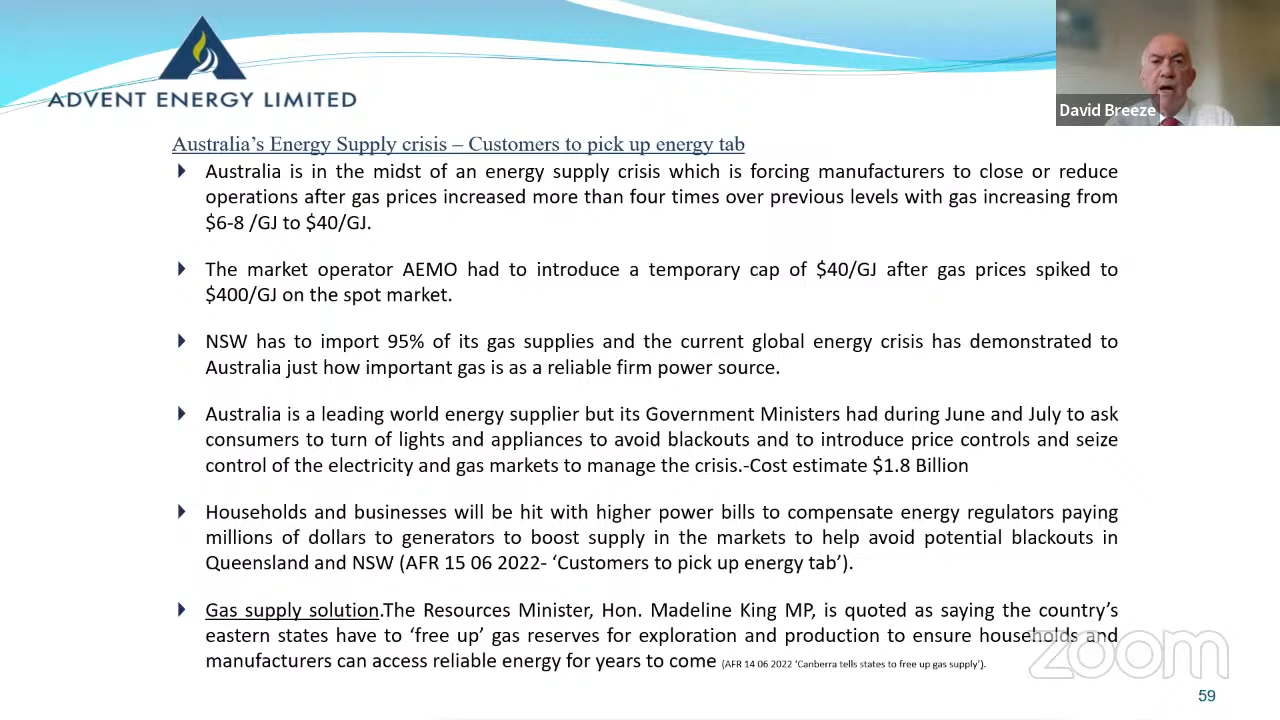 ADVENT ENERGY LIMITED
David Breeze
Australia's Energy Supply crisis – Customers to pick up energy tab
Australia is in the midst of an energy supply crisis which is forcing manufacturers to close or reduce
operations after gas prices increased more than four times over previous levels with gas increasing from
$6-8 /GJ to $40/GJ.
The market operator AEMO had to introduce a temporary cap of $40/GJ after gas prices spiked to
$400/GJ on the spot market.
NSW has to import 95% of its gas supplies and the current global energy crisis has demonstrated to
Australia just how important gas is as a reliable firm power source.
Australia is a leading world energy supplier but its Government Ministers had during June and July to ask
consumers to turn of lights and appliances to avoid blackouts and to introduce price controls and seize
control of the electricity and gas markets to manage the crisis.-Cost estimate $1.8 Billion
Households and businesses will be hit with higher power bills to compensate energy regulators paying
millions of dollars to generators to boost supply in the markets to help avoid potential blackouts in
Queensland and NSW (AFR 15 06 2022- 'Customers to pick up energy tab').
Gas supply solution.The Resources Minister, Hon. Madeline King MP, is quoted as saying the country's
eastern states have to 'free up' gas reserves for exploration and production to ensure households and
manufacturers can access reliable energy for years to come (AFR 14 06 2022 'Canberra tells states to free up gas supply').
zoom
59